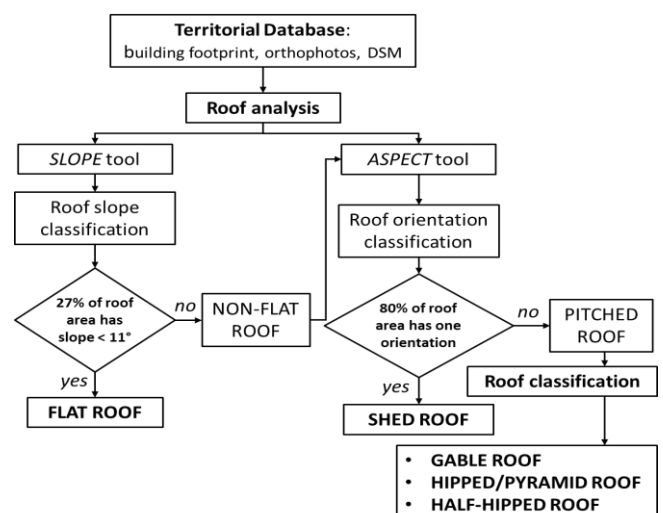 Territorial Database:
building footprint, orthophotos, DSM
Roof analysis
SLOPE tool
ASPECT tool
Roof slope
classification
Roof orientation
classification
27% of roof
area has
slope < 11°
no
NON-FLAT
ROOF
80% of roof
area has one
orientation
no
PITCHED
ROOF
yes
FLAT ROOF
yes
SHED ROOF
Roof classification
• GABLE ROOF
• HIPPED/PYRAMID ROOF
• HALF-HIPPED ROOF